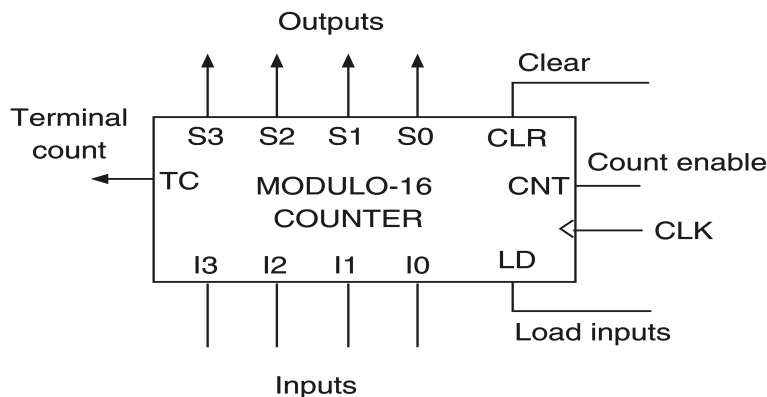 Outputs
Clear
Terminal
count
S3 S2 S1 S0 CLR
Count enable
TC MODULO-16 CNT
COUNTER
CLK
I3 I2 I1 I0 LD
Load inputs
Inputs